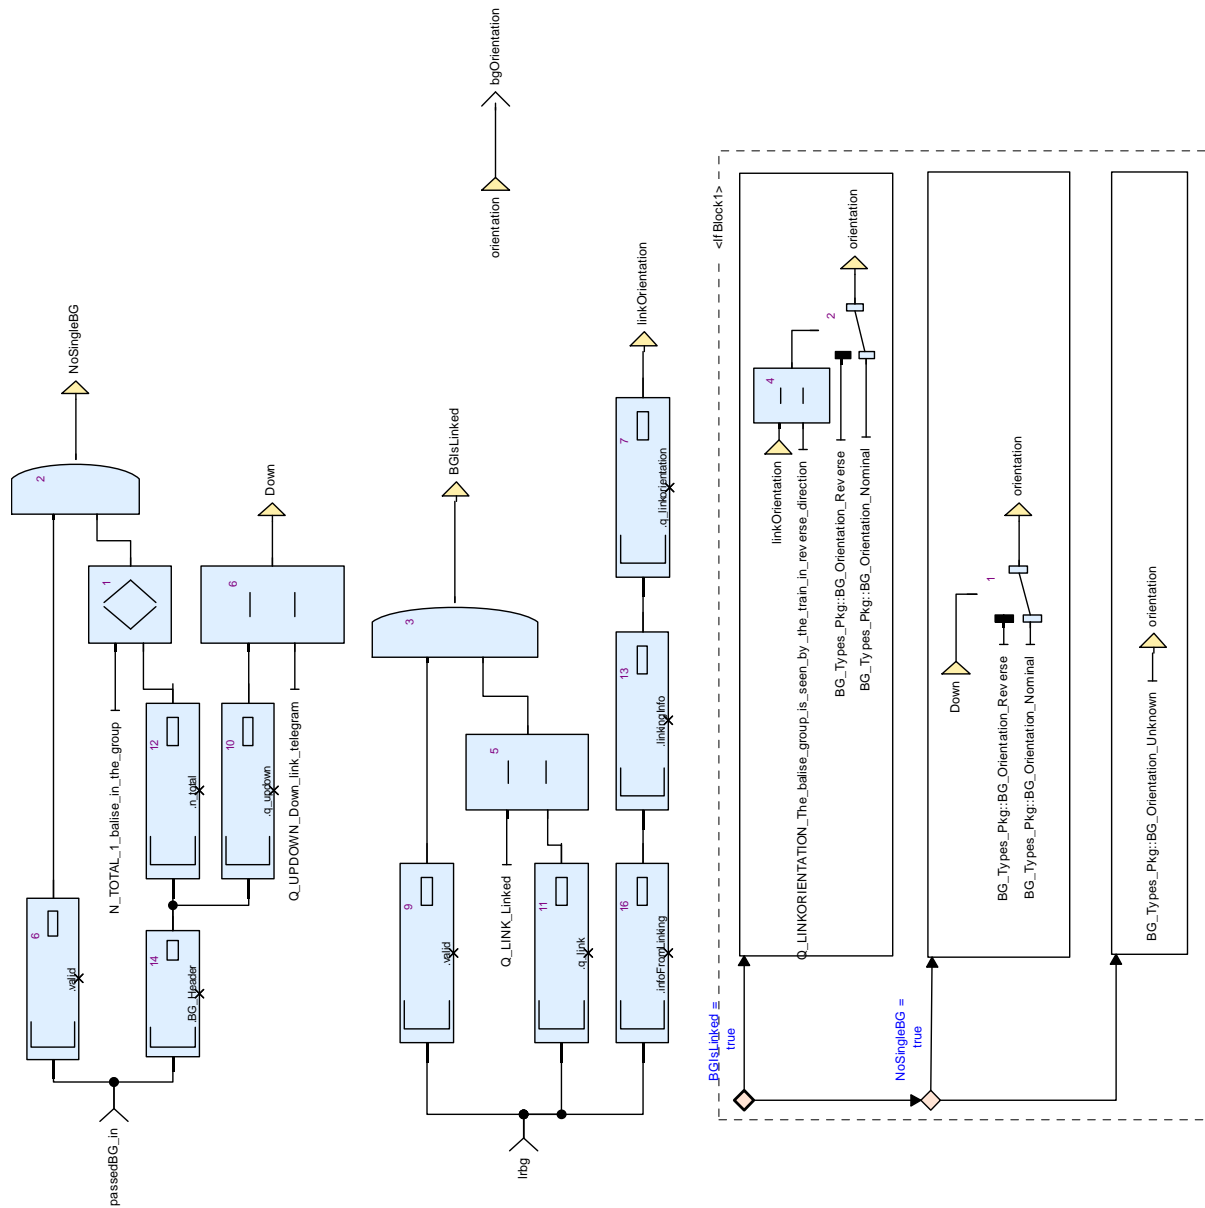 passedBG_in
6
.valid
14
.BG_Header
N_TOTAL_1_balise_in_the_group
12
.n_total
10
.q_updown
Q_UPDOWN_Down_link_telegram
1
2
NoSingleBG
6
Down
lrbg
9
.valid
Q_LINK_Linked
11
.q_link
5
3
BGIsLinked
16
.infoFromLinking
13
.linkingInfo
7
.q_linkorientation
linkOrientation
orientation
bgOrientation
<If Block1>
BGIsLinked =
true
linkOrientation
Q_LINKORIENTATION_The_balise_group_is_seen_by_the_train_in_reverse_direction
4
BG_Types_Pkg::BG_Orientation_Reverse
BG_Types_Pkg::BG_Orientation_Nominal
2
orientation
NoSingleBG =
true
Down
BG_Types_Pkg::BG_Orientation_Reverse
BG_Types_Pkg::BG_Orientation_Nominal
1
orientation
BG_Types_Pkg::BG_Orientation_Unknown
orientation